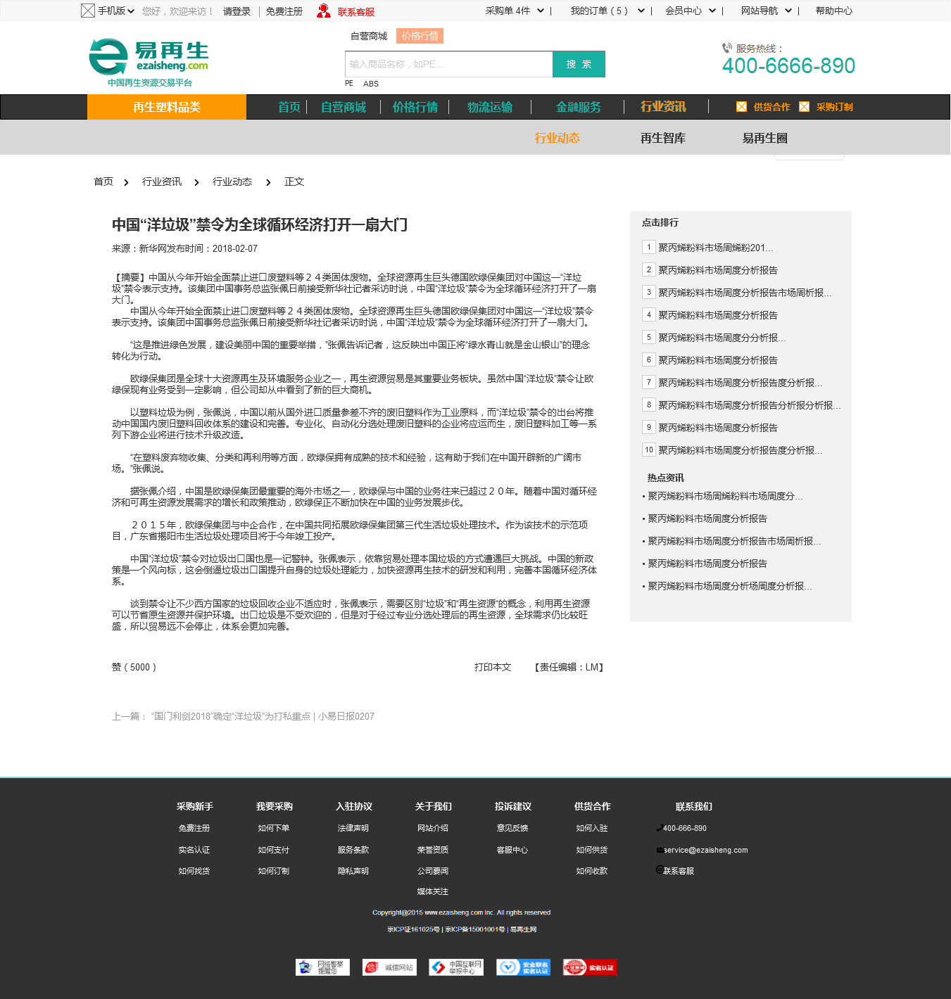 手机版 您好，欢迎来访！ 请登录 免费注册 联系客服 采购单 4件 | 我的订单（5） | 会员中心 | 网站导航 | 帮助中心
自营商城 价格行情
易再生
ezaisheng.com
中国再生资源交易平台
输入商品名称，如PE... 搜 索
PE ABS
服务热线：
400-6666-890
再生塑料品类 首页 自营商城 价格行情 物流运输 金融服务 行业资讯 供货合作 采购订制
行业动态 再生智库 易再生圈
首页 行业资讯 行业动态 正文
中国“洋垃圾”禁令为全球循环经济打开一扇大门
来源：新华网发布时间：2018-02-07
【摘要】中国从今年开始全面禁止进口废塑料等２４类固体废物。全球资源再生巨头德国欧绿保集团对中国这一“洋垃
圾”禁令表示支持。该集团中国事务总监张佩日前接受新华社记者采访时说，中国“洋垃圾”禁令为全球循环经济打开了一扇
大门。
中国从今年开始全面禁止进口废塑料等２４类固体废物。全球资源再生巨头德国欧绿保集团对中国这一“洋垃圾”禁令
表示支持。该集团中国事务总监张佩日前接受新华社记者采访时说，中国“洋垃圾”禁令为全球循环经济打开了一扇大门。
“这是推进绿色发展，建设美丽中国的重要举措，”张佩告诉记者，这反映出中国正将“绿水青山就是金山银山”的理念
转化为行动。
欧绿保集团是全球十大资源再生及环境服务企业之一，再生资源贸易是其重要业务板块。虽然中国“洋垃圾”禁令让欧
绿保现有业务受到一定影响，但公司却从中看到了新的巨大商机。
以塑料垃圾为例，张佩说，中国以前从国外进口质量参差不齐的废旧塑料作为工业原料，而“洋垃圾”禁令的出台将推
动中国国内废旧塑料回收体系的建设和完善。专业化、自动化分选处理废旧塑料的企业将应运而生，废旧塑料加工等一系
列下游企业将进行技术升级改造。
“在塑料废弃物收集、分类和再利用等方面，欧绿保拥有成熟的技术和经验，这有助于我们在中国开辟新的广阔市
场。”张佩说。
据张佩介绍，中国是欧绿保集团最重要的海外市场之一，欧绿保与中国的业务往来已超过２０年。随着中国对循环经
济和可再生资源发展需求的增长和政策推动，欧绿保正不断加快在中国的业务发展步伐。
２０１５年，欧绿保集团与中企合作，在中国共同拓展欧绿保集团第三代生活垃圾处理技术。作为该技术的示范项
目，广东省揭阳市生活垃圾处理项目将于今年竣工投产。
中国“洋垃圾”禁令对垃圾出口国也是一记警钟。张佩表示，依靠贸易处理本国垃圾的方式遭遇巨大挑战。中国的新政
策是一个风向标，这会倒逼垃圾出口国提升自身的垃圾处理能力，加快资源再生技术的研发和利用，完善本国循环经济体
系。
谈到禁令让不少西方国家的垃圾回收企业不适应时，张佩表示，需要区别“垃圾”和“再生资源”的概念，利用再生资源
可以节省原生资源并保护环境。出口垃圾是不受欢迎的，但是对于经过专业分选处理后的再生资源，全球需求仍比较旺
盛，所以贸易远不会停止，体系会更加完善。
赞（5000） 打印本文 【责任编辑：LM】
上一篇： “国门利剑2018”确定“洋垃圾”为打私重点 | 小易日报0207
点击排行
1 聚丙烯粉料市场周烯粉201...
2 聚丙烯粉料市场周度分析报告
3 聚丙烯粉料市场周度分析报告市场周析报...
4 聚丙烯粉料市场周度分析报告
5 聚丙烯粉料市场周度分分析报...
6 聚丙烯粉料市场周度分析报告
7 聚丙烯粉料市场周度分析报告度分析报...
8 聚丙烯粉料市场周度分析报告分析报分析报...
9 聚丙烯粉料市场周度分析报告
10 聚丙烯粉料市场周度分析报告度分析报...
热点资讯
▪ 聚丙烯粉料市场周烯粉料市场周度分...
▪ 聚丙烯粉料市场周度分析报告
▪ 聚丙烯粉料市场周度分析报告市场周析报...
▪ 聚丙烯粉料市场周度分析报告
▪ 聚丙烯粉料市场周度分析场周度分析报...
采购新手 我要采购 入驻协议 关于我们 投诉建议 供货合作 联系我们
免费注册 如何下单 法律声明 网站介绍 意见反馈 如何入驻 400-666-890
实名认证 如何支付 服务条款 荣誉资质 客服中心 如何供货 service@ezaisheng.com
如何找货 如何订制 隐私声明 公司要闻 如何收款 联系客服
媒体关注
Copyright@2015 www.ezaisheng.com Inc. All rights reserved
京ICP证161025号 | 京ICP备15001001号 | 易再生网
网络警察
提醒您
诚信网站
中国互联网
举报中心
安全联名
实名认证
实名认证